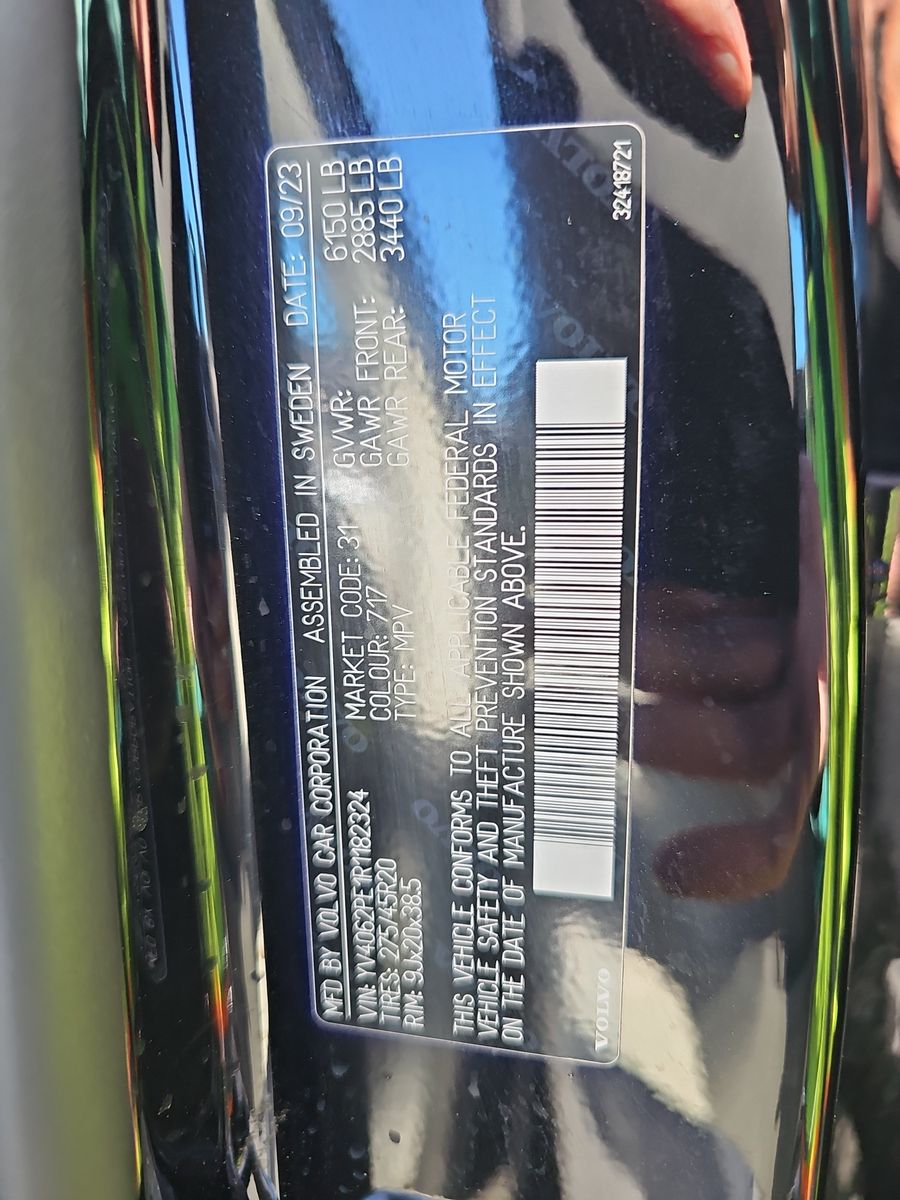 MFD BY VOLVO CAR CORPORATION ASSEMBLED IN SWEDEN DATE: 09/23
VIN: YV4062PE1R1182324 MARKET CODE: 31 GVWR: 6150 LB
TIRES: 275/45R20 COLOUR: 717 GAWR FRONT: 2885 LB
RIM: 9Jx20x38.5 TYPE: MPV GAWR REAR: 3440 LB
THIS VEHICLE CONFORMS TO ALL APPLICABLE FEDERAL MOTOR
VEHICLE SAFETY AND THEFT PREVENTION STANDARDS IN EFFECT
ON THE DATE OF MANUFACTURE SHOWN ABOVE.
VOLVO 32418721